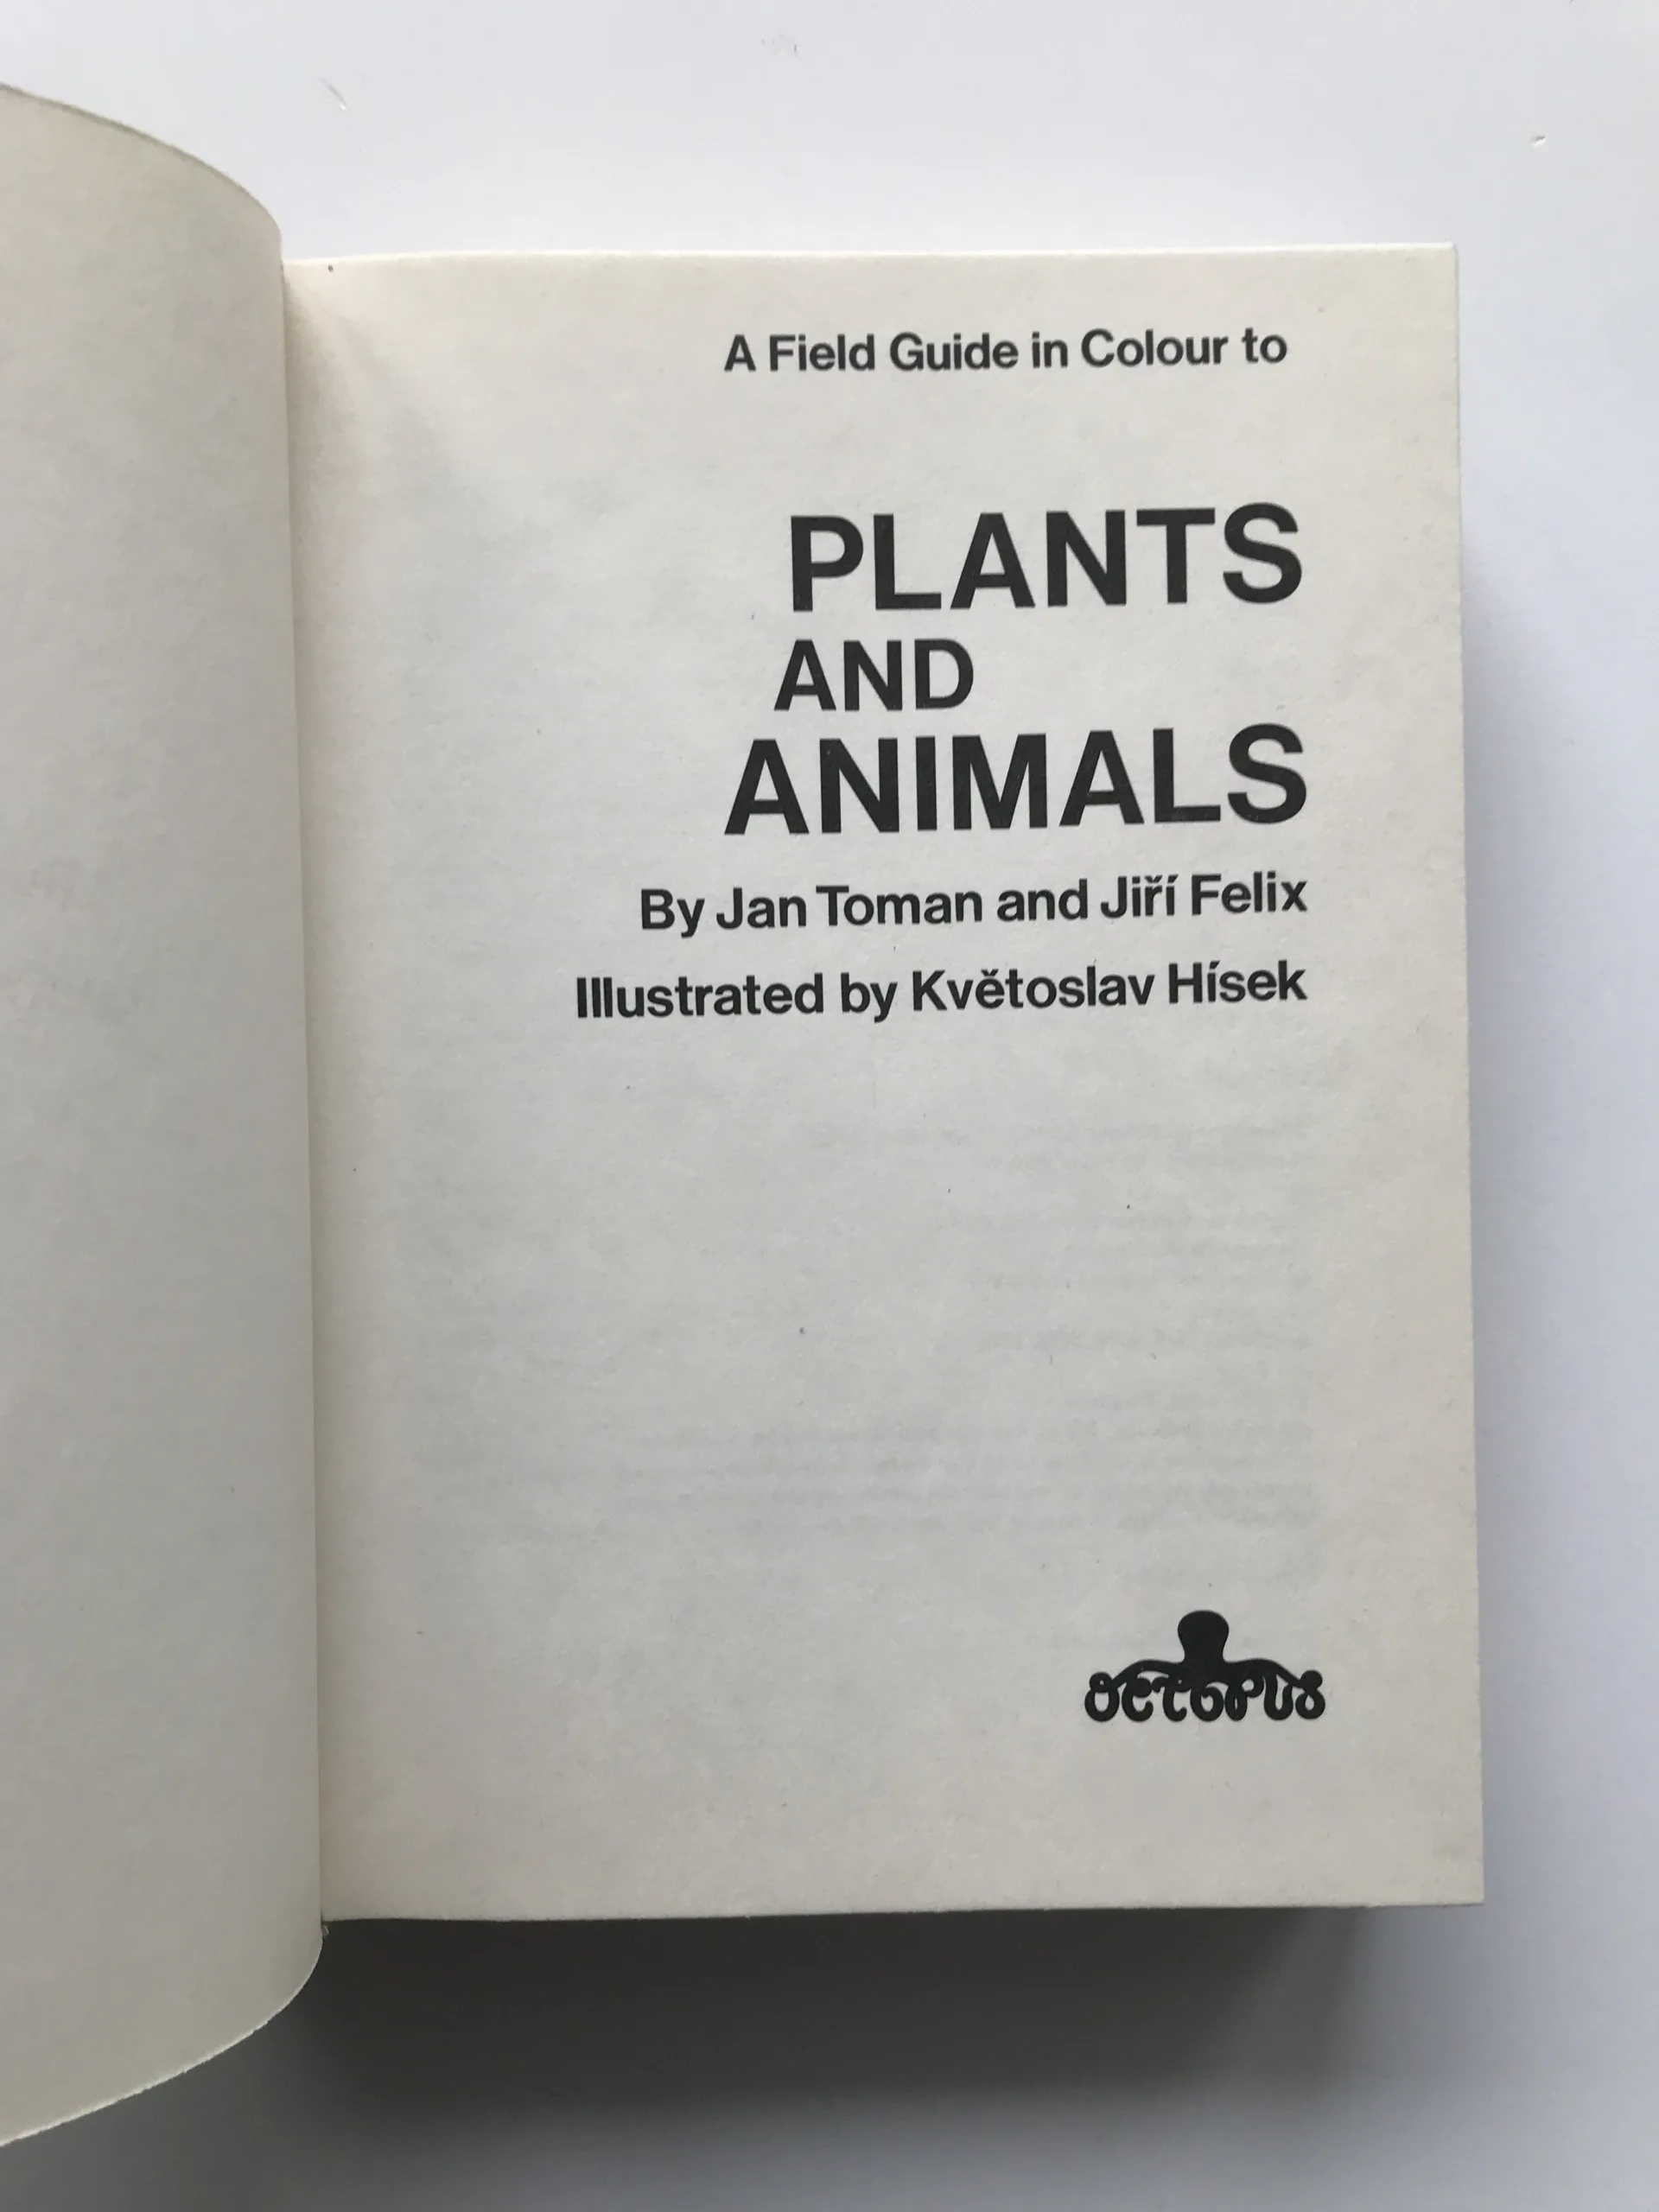 A Field Guide in Colour to
PLANTS
AND
ANIMALS
By Jan Toman and Jiří Felix
Illustrated by Květoslav Hísek
octopus